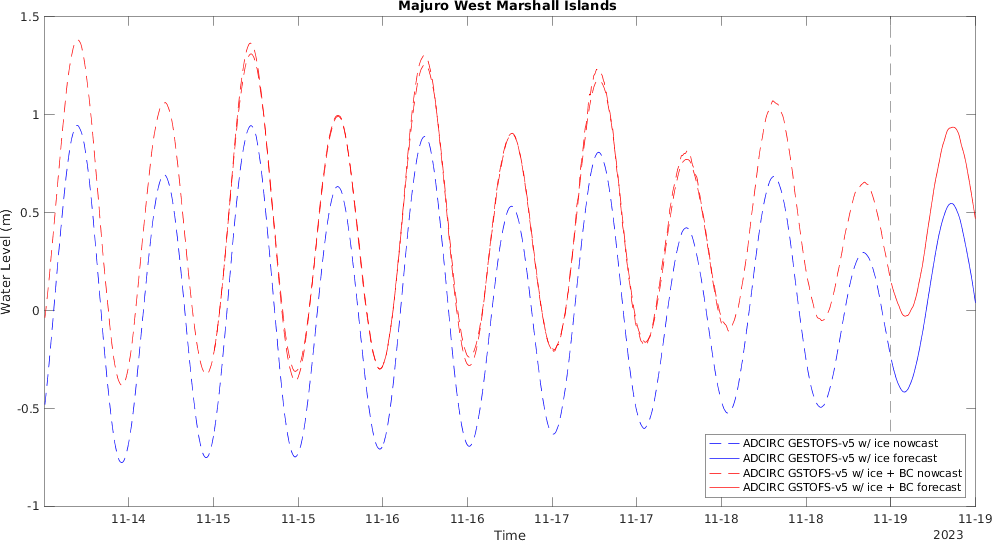 Majuro West Marshall Islands
1.5
1
0.5
0
-0.5
-1
Water Level (m)
11-14
11-15
11-15
11-16
11-16
11-17
11-17
11-18
11-18
11-19
11-19
Time
2023
ADCIRC GESTOFS-v5 w/ ice nowcast
ADCIRC GESTOFS-v5 w/ ice forecast
ADCIRC GSTOFS-v5 w/ ice + BC nowcast
ADCIRC GSTOFS-v5 w/ ice + BC forecast